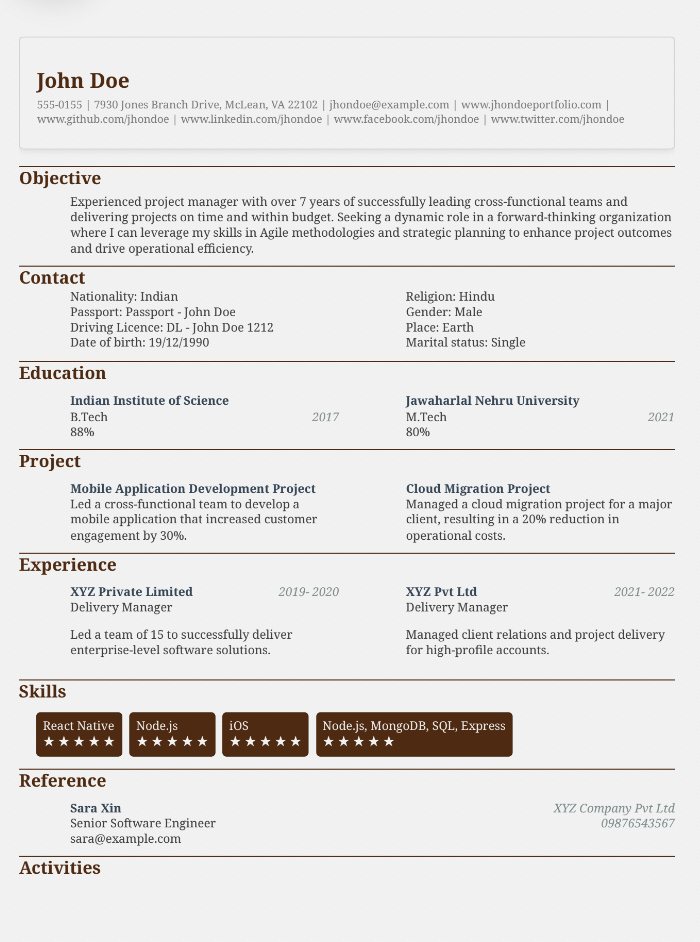 John Doe
555-0155 | 7930 Jones Branch Drive, McLean, VA 22102 | jhondoe@example.com | www.jhondoeportfolio.com |
www.github.com/jhondoe | www.linkedin.com/jhondoe | www.facebook.com/jhondoe | www.twitter.com/jhondoe
Objective
Experienced project manager with over 7 years of successfully leading cross-functional teams and
delivering projects on time and within budget. Seeking a dynamic role in a forward-thinking organization
where I can leverage my skills in Agile methodologies and strategic planning to enhance project outcomes
and drive operational efficiency.
Contact
Nationality: Indian
Passport: Passport - John Doe
Driving Licence: DL - John Doe 1212
Date of birth: 19/12/1990
Religion: Hindu
Gender: Male
Place: Earth
Marital status: Single
Education
Indian Institute of Science
B.Tech 2017
88%
Jawaharlal Nehru University
M.Tech 2021
80%
Project
Mobile Application Development Project
Led a cross-functional team to develop a
mobile application that increased customer
engagement by 30%.
Cloud Migration Project
Managed a cloud migration project for a major
client, resulting in a 20% reduction in
operational costs.
Experience
XYZ Private Limited 2019- 2020
Delivery Manager
Led a team of 15 to successfully deliver
enterprise-level software solutions.
XYZ Pvt Ltd 2021- 2022
Delivery Manager
Managed client relations and project delivery
for high-profile accounts.
Skills
React Native
★ ★ ★ ★ ★
Node.js
★ ★ ★ ★ ★
iOS
★ ★ ★ ★ ★
Node.js, MongoDB, SQL, Express
★ ★ ★ ★ ★
Reference
Sara Xin XYZ Company Pvt Ltd
Senior Software Engineer 09876543567
sara@example.com
Activities